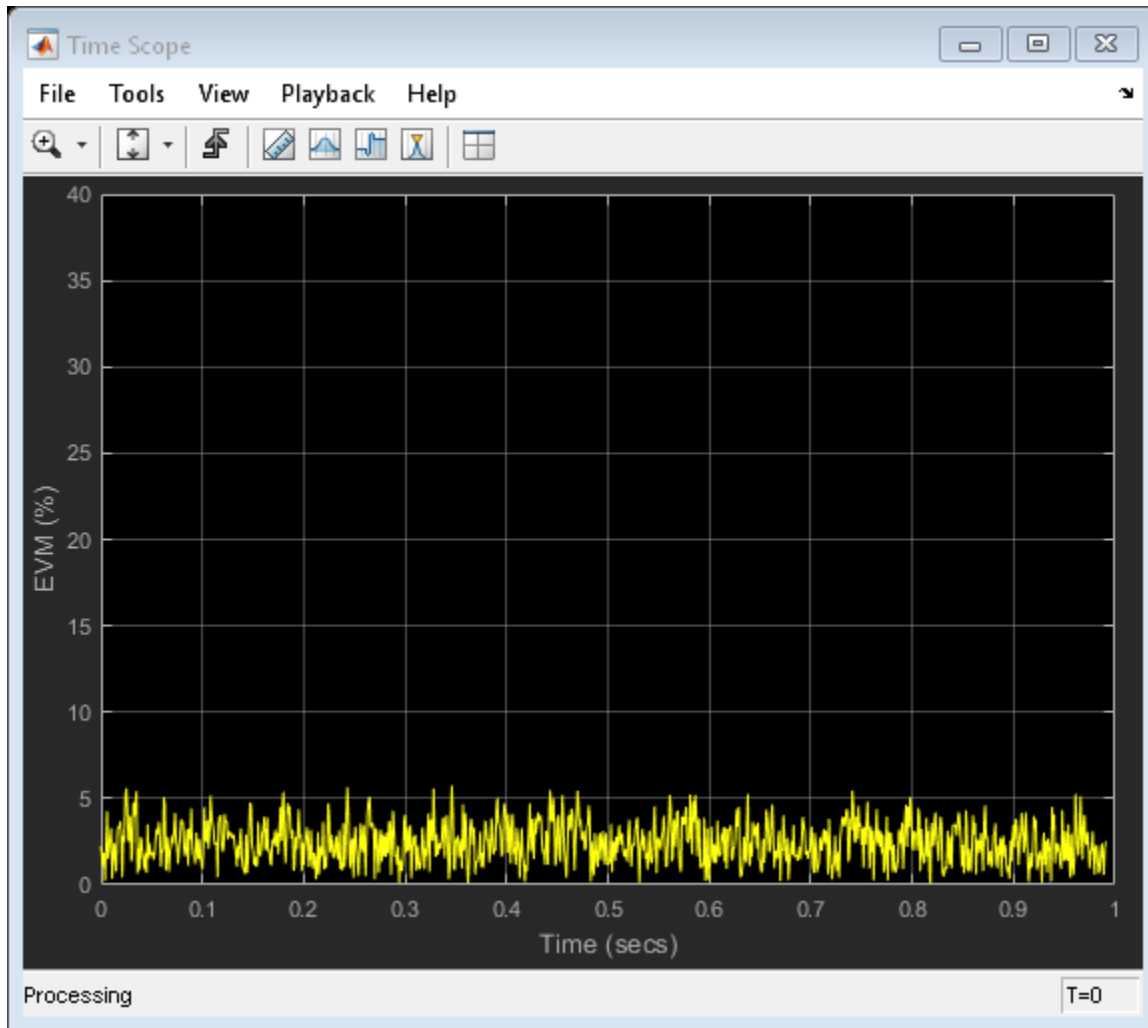 Time Scope
File Tools View Playback Help
40
35
30
25
20
15
10
5
0
EVM (%)
0 0.1 0.2 0.3 0.4 0.5 0.6 0.7 0.8 0.9 1
Time (secs)
Processing T=0